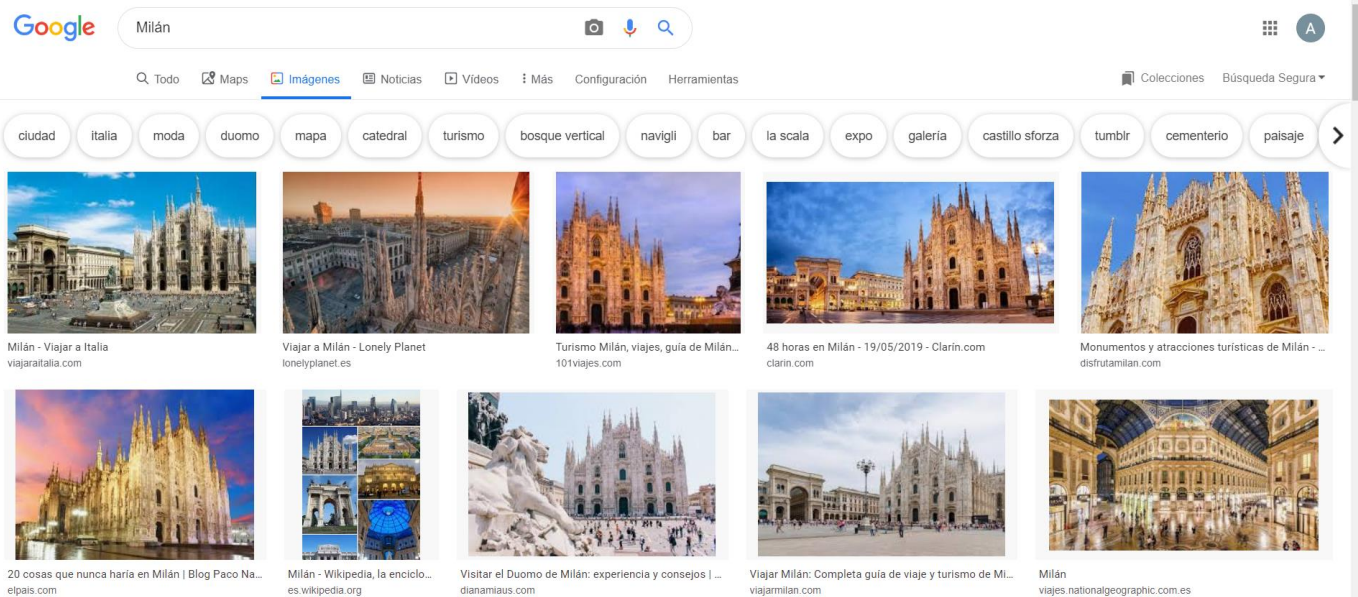 Google
Milán
A
Todo Maps Imágenes Noticias Vídeos Más Configuración Herramientas Colecciones Búsqueda Segura
ciudad italia moda duomo mapa catedral turismo bosque vertical navigli bar la scala expo galería castillo sforza tumblr cementerio paisaje
Milán - Viajar a Italia Viajar a Milán - Lonely Planet Turismo Milán, viajes, guía de Milán... 48 horas en Milán - 19/05/2019 - Clarín.com Monumentos y atracciones turísticas de Milán - ...
viajaraitalia.com lonelyplanet.es 101viajes.com clarin.com disfrutamilan.com
20 cosas que nunca haría en Milán | Blog Paco Na... Milán - Wikipedia, la enciclo... Visitar el Duomo de Milán: experiencia y consejos | ... Viajar Milán: Completa guía de viaje y turismo de Mi... Milán
elpais.com es.wikipedia.org dianamiaus.com viajarmilan.com viajes.nationalgeographic.com.es